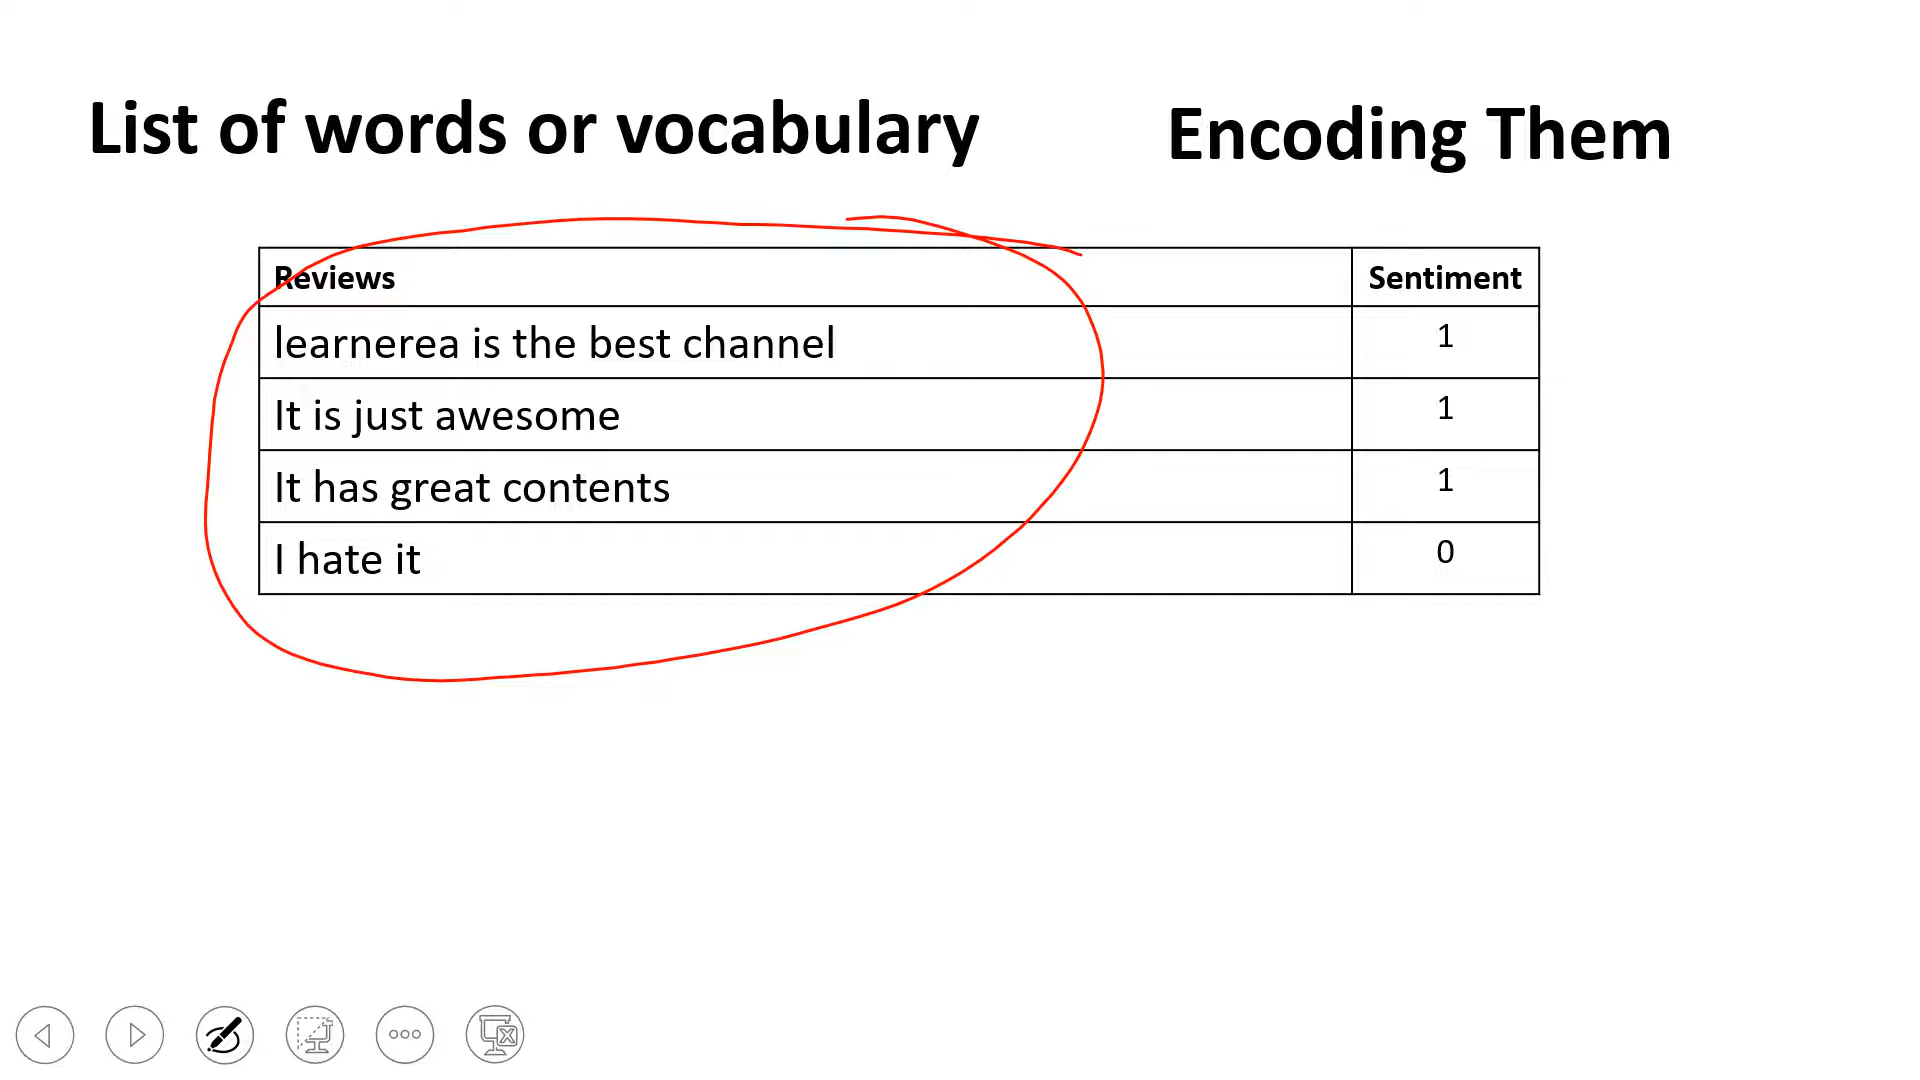 List of words or vocabulary
Encoding Them
Reviews
Sentiment
learnerea is the best channel
1
It is just awesome
1
It has great contents
1
I hate it
0